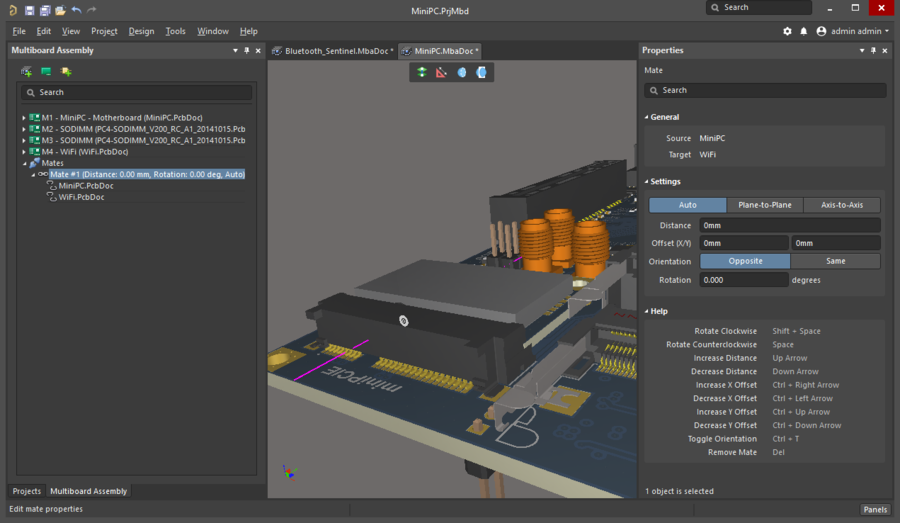 MiniPC.PrjMbd
Search
File Edit View Project Design Tools Window Help
admin admin
Multiboard Assembly
Search
M1 - MiniPC - Motherboard (MiniPC.PcbDoc)
M2 - SODIMM (PC4-SODIMM_V200_RC_A1_20141015.Pcb
M3 - SODIMM (PC4-SODIMM_V200_RC_A1_20141015.Pcb
M4 - WiFi (WiFi.PcbDoc)
Mates
Mate #1 (Distance: 0.00 mm, Rotation: 0.00 deg, Auto)
MiniPC.PcbDoc
WiFi.PcbDoc
Projects Multiboard Assembly
Bluetooth_Sentinel.MbaDoc * MiniPC.MbaDoc *
miniPCIE
B
Properties
Mate
Search
General
Source MiniPC
Target WiFi
Settings
Auto Plane-to-Plane Axis-to-Axis
Distance 0mm
Offset (X/Y) 0mm 0mm
Orientation Opposite Same
Rotation 0.000 degrees
Help
Rotate Clockwise Shift + Space
Rotate Counterclockwise Space
Increase Distance Up Arrow
Decrease Distance Down Arrow
Increase X Offset Ctrl + Right Arrow
Decrease X Offset Ctrl + Left Arrow
Increase Y Offset Ctrl + Up Arrow
Decrease Y Offset Ctrl + Down Arrow
Toggle Orientation Ctrl + T
Remove Mate Del
1 object is selected
Edit mate properties
Panels